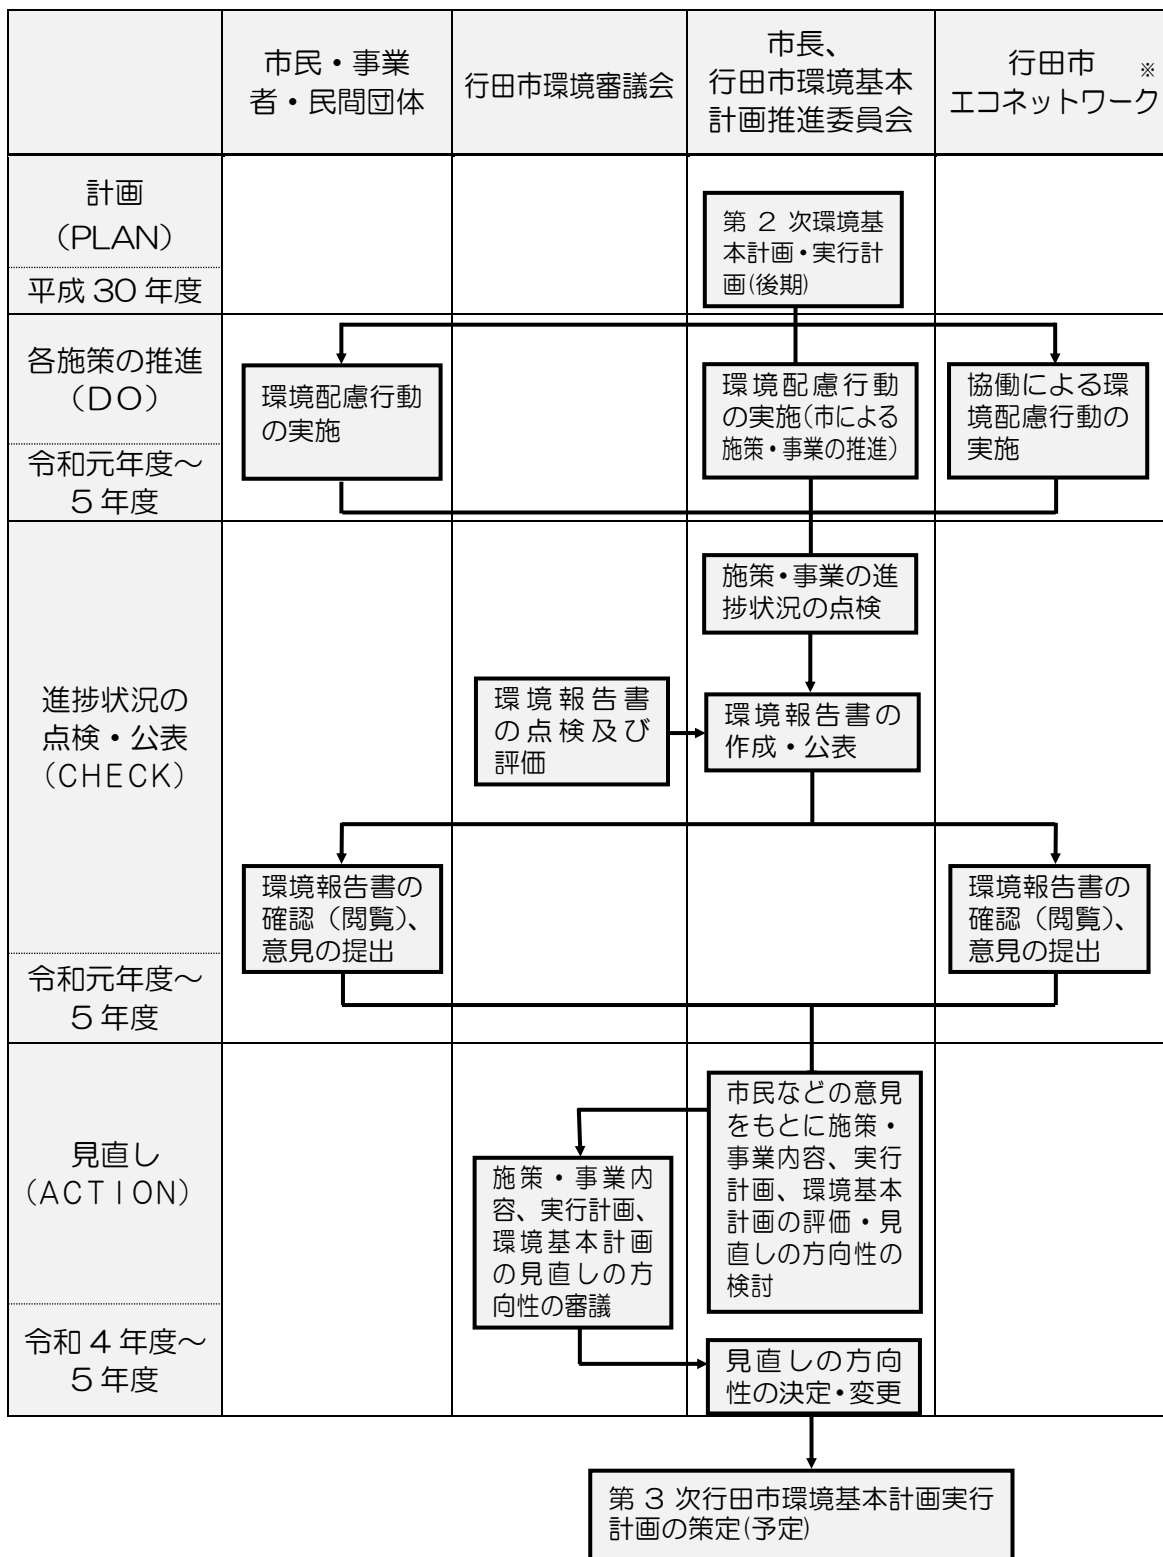 市民・事業
者・民間団体
行田市環境審議会
市長、
行田市環境基本
計画推進委員会
行田市 ※
エコネットワーク
計画
（PLAN）
平成 30 年度
第 2 次環境基
本計画・実行計
画(後期)
各施策の推進
（DO）
令和元年度～
5 年度
環境配慮行動
の実施
環境配慮行動
の実施(市による
施策・事業の推進)
協働による環
境配慮行動の
実施
進捗状況の
点検・公表
（CHECK）
令和元年度～
5 年度
施策・事業の進
捗状況の点検
環境報告書
の点検及び
評価
環境報告書の
作成・公表
環境報告書の
確認（閲覧）、
意見の提出
環境報告書の
確認（閲覧）、
意見の提出
見直し
（ACTION）
令和 4 年度～
5 年度
市民などの意見
をもとに施策・
事業内容、実行
計画、環境基本
計画の評価・見
直しの方向性の
検討
施策・事業内
容、実行計画、
環境基本計画
の見直しの方
向性の審議
見直しの方向
性の決定・変更
第 3 次行田市環境基本計画実行
計画の策定(予定)